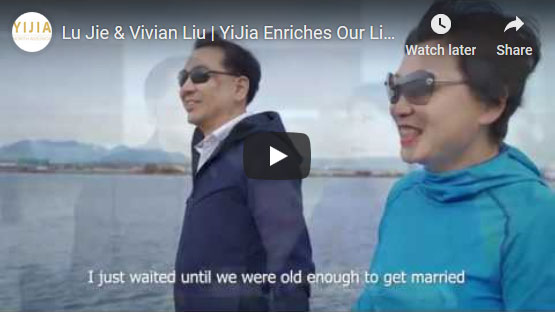 YIJIA
Lu Jie & Vivian Liu | YiJia Enriches Our Li...
Watch later
Share
I just waited until we were old enough to get married